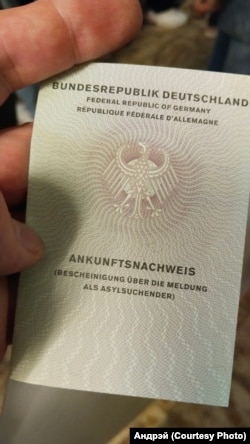 BUNDESREPUBLIK DEUTSCHLAND
FEDERAL REPUBLIC OF GERMANY
RÉPUBLIQUE FÉDÉRALE D'ALLEMAGNE
ANKUNFTSNACHWEIS
(BESCHEINIGUNG ÜBER DIE MELDUNG
ALS ASYLSUCHENDER)
Андрэй (Courtesy Photo)